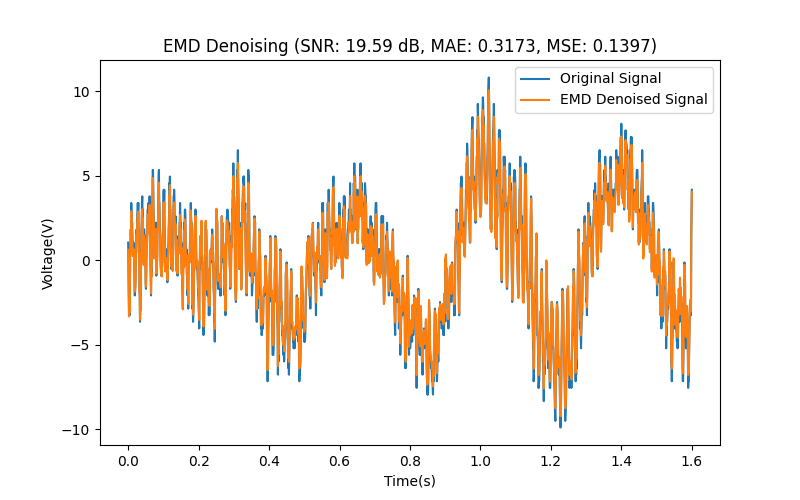 EMD Denoising (SNR: 19.59 dB, MAE: 0.3173, MSE: 0.1397)
Original Signal
EMD Denoised Signal
Voltage(V)
10
5
0
−5
−10
0.0 0.2 0.4 0.6 0.8 1.0 1.2 1.4 1.6
Time(s)